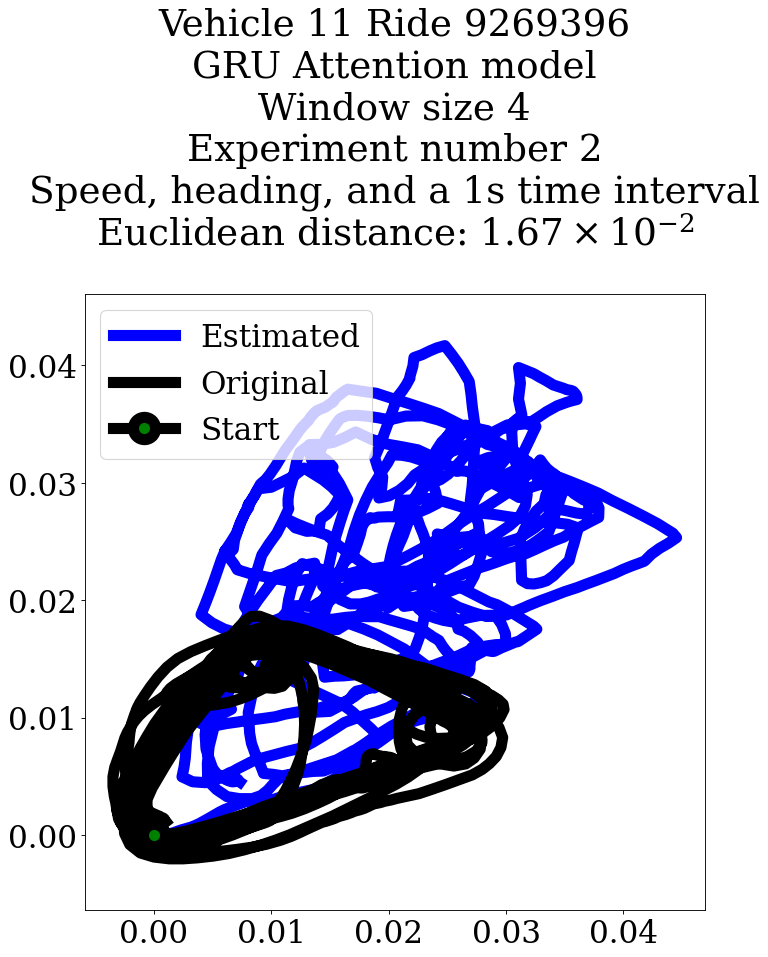 Vehicle 11 Ride 9269396
GRU Attention model
Window size 4
Experiment number 2
Speed, heading, and a 1s time interval
Euclidean distance: 1.67 × 10⁻²
Estimated
Original
Start
0.04
0.03
0.02
0.01
0.00
0.00 0.01 0.02 0.03 0.04